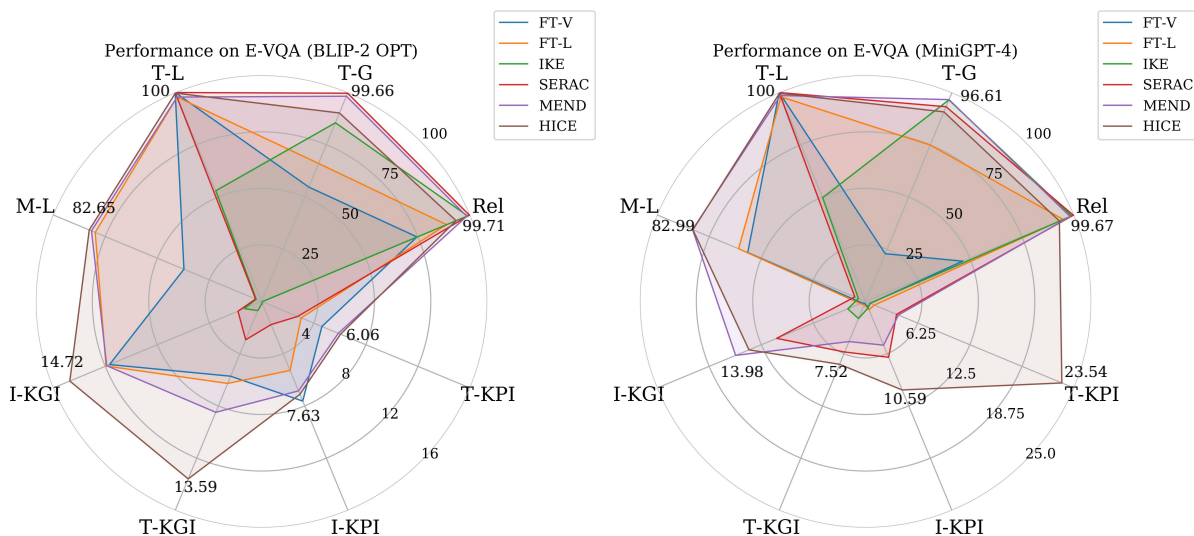 FT-V
FT-L
IKE
SERAC
MEND
HICE
Performance on E-VQA (BLIP-2 OPT)
T-L
T-G
100
99.66
100
75
50
25
M-L
82.65
Rel
99.71
4
6.06
8
12
16
T-KPI
14.72
I-KGI
7.63
13.59
T-KGI
I-KPI
FT-V
FT-L
IKE
SERAC
MEND
HICE
Performance on E-VQA (MiniGPT-4)
T-L
T-G
100
96.61
100
75
50
25
M-L
82.99
Rel
99.67
6.25
12.5
18.75
25.0
23.54
T-KPI
13.98
I-KGI
7.52
10.59
T-KGI
I-KPI